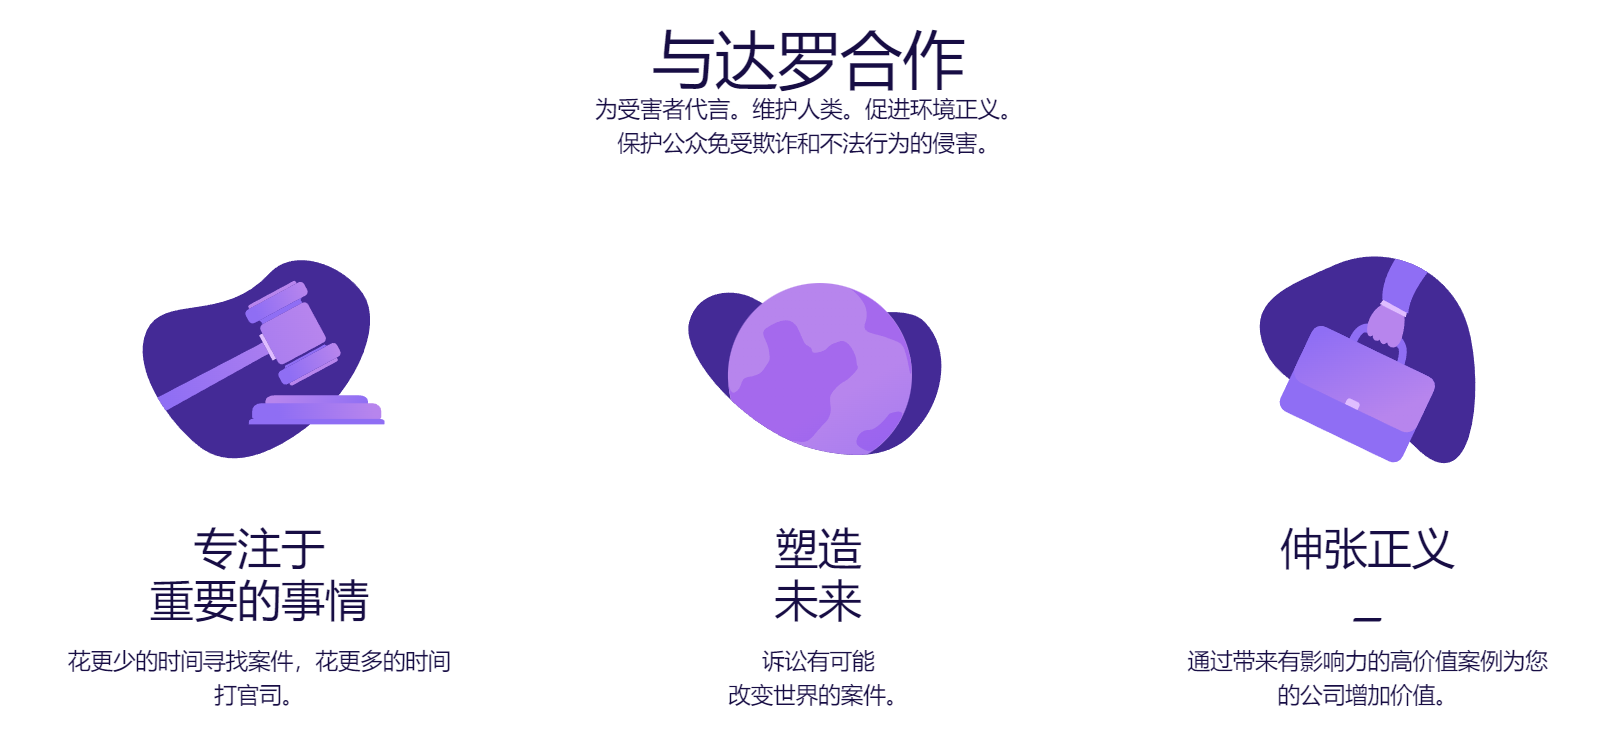 与达罗合作
为受害者代言。维护人类。促进环境正义。
保护公众免受欺诈和不法行为的侵害。
专注于
重要的事情
花更少的时间寻找案件，花更多的时间
打官司。
塑造
未来
诉讼有可能
改变世界的案件。
伸张正义
_
通过带来有影响力的高价值案例为您
的公司增加价值。